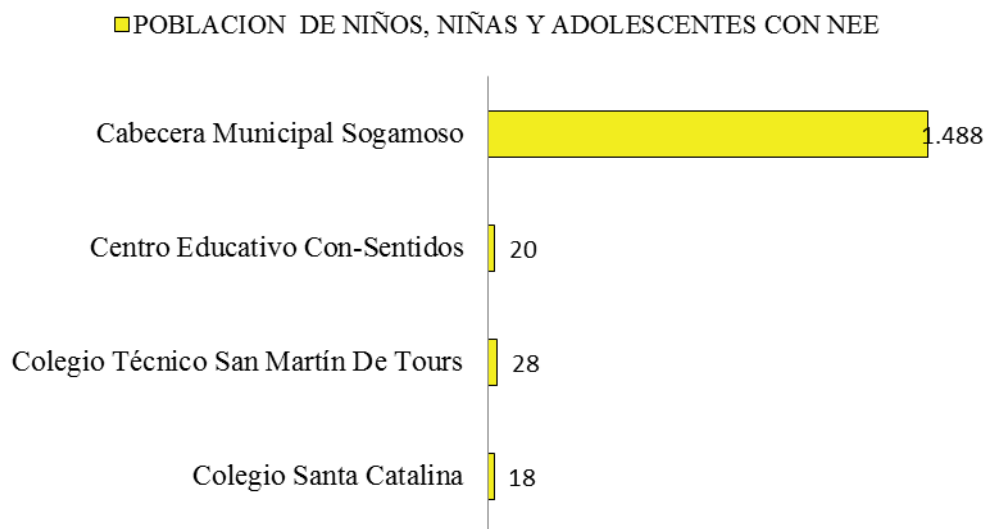 POBLACION DE NIÑOS, NIÑAS Y ADOLESCENTES CON NEE
Cabecera Municipal Sogamoso 1.488
Centro Educativo Con-Sentidos 20
Colegio Técnico San Martín De Tours 28
Colegio Santa Catalina 18